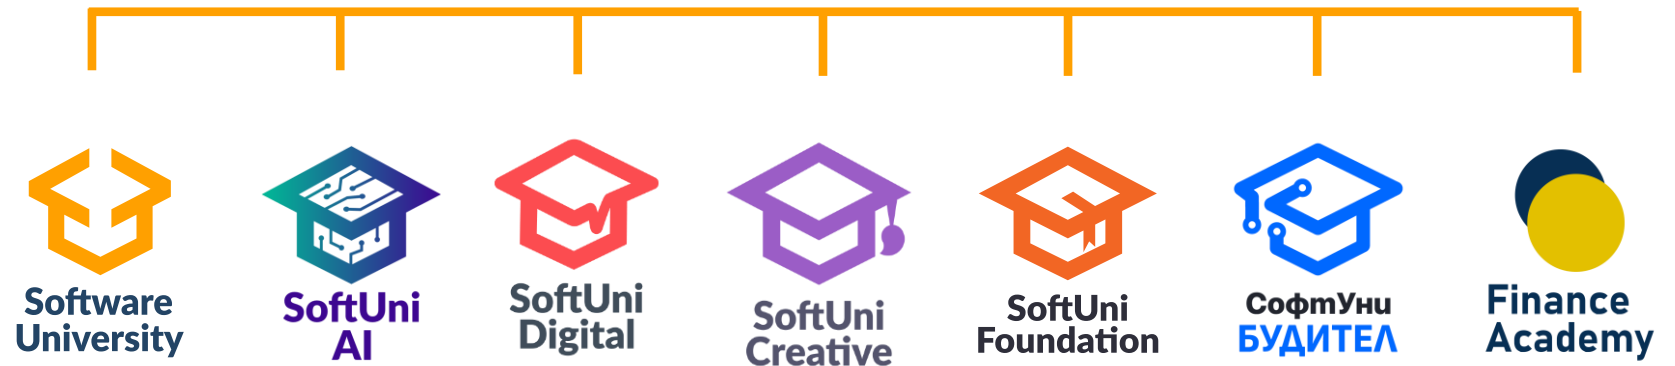 Software
University
SoftUni
AI
SoftUni
Digital
SoftUni
Creative
SoftUni
Foundation
СофтУни
БУДИТЕЛ
Finance
Academy